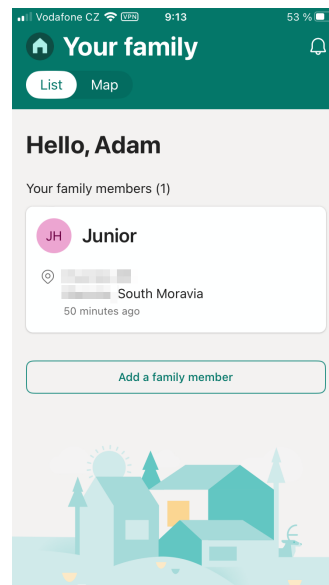 Vodafone CZ VPN 9:13 53 %
Your family
List Map
Hello, Adam
Your family members (1)
JH Junior
South Moravia
50 minutes ago
Add a family member